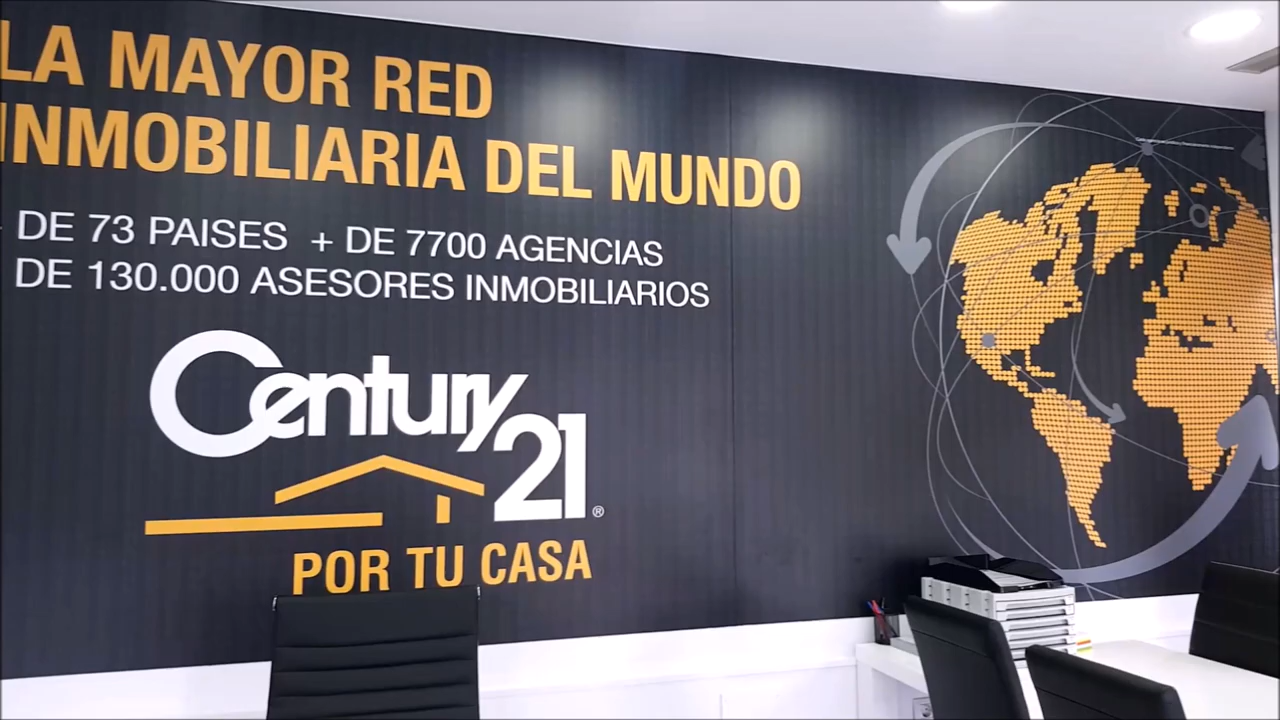 LA MAYOR RED
INMOBILIARIA DEL MUNDO
DE 73 PAISES + DE 7700 AGENCIAS
DE 130.000 ASESORES INMOBILIARIOS
Century
21®
POR TU CASA